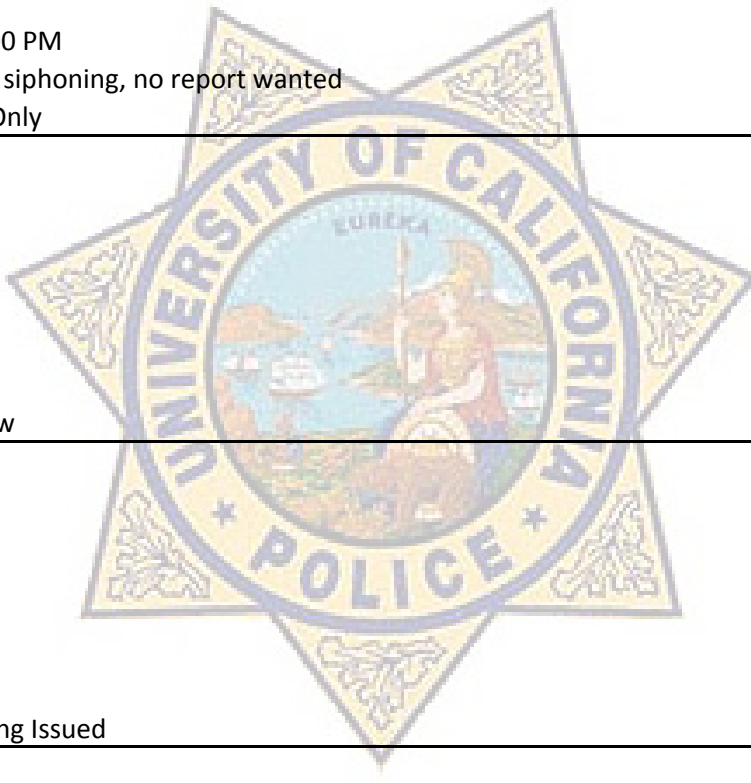 0 PM
siphoning, no report wanted
Only
UNIVERSITY OF CALIFORNIA
EUREKA
w
ng Issued
POLICE